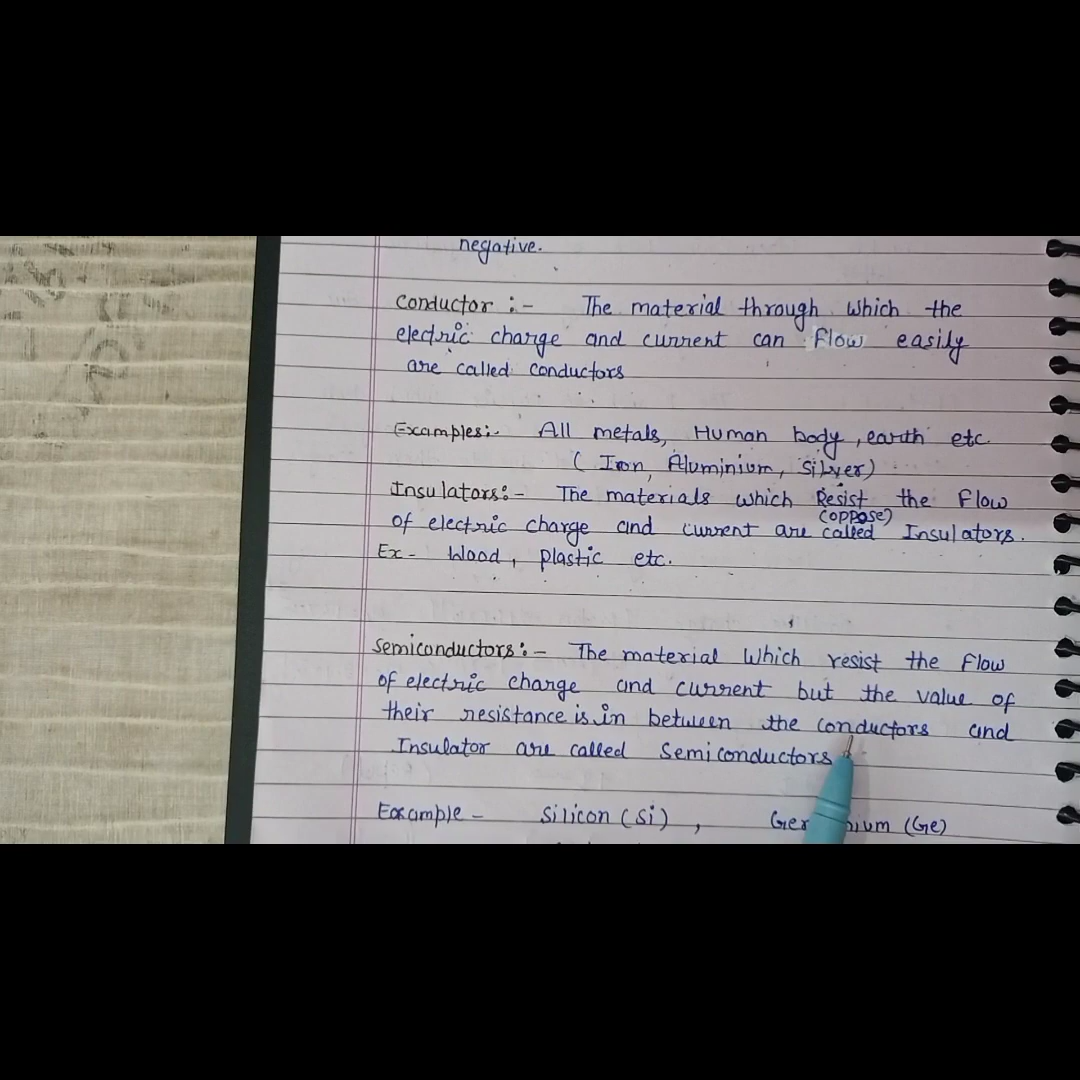 negative.
Conductor :- The material through which the
electric charge and current can flow easily
are called conductors
Examples:- All metals, Human body, earth etc
( Iron, Aluminium, Silver)
Insulators:- The materials which Resist the Flow
(oppose)
of electric charge and current are called Insulators.
Ex - Wood, plastic etc.
Semiconductors:- The material which resist the Flow
of electric charge and current but the value of
their resistance is in between the conductors and
Insulator are called Semiconductors
Example - Silicon (Si) , (Ge)